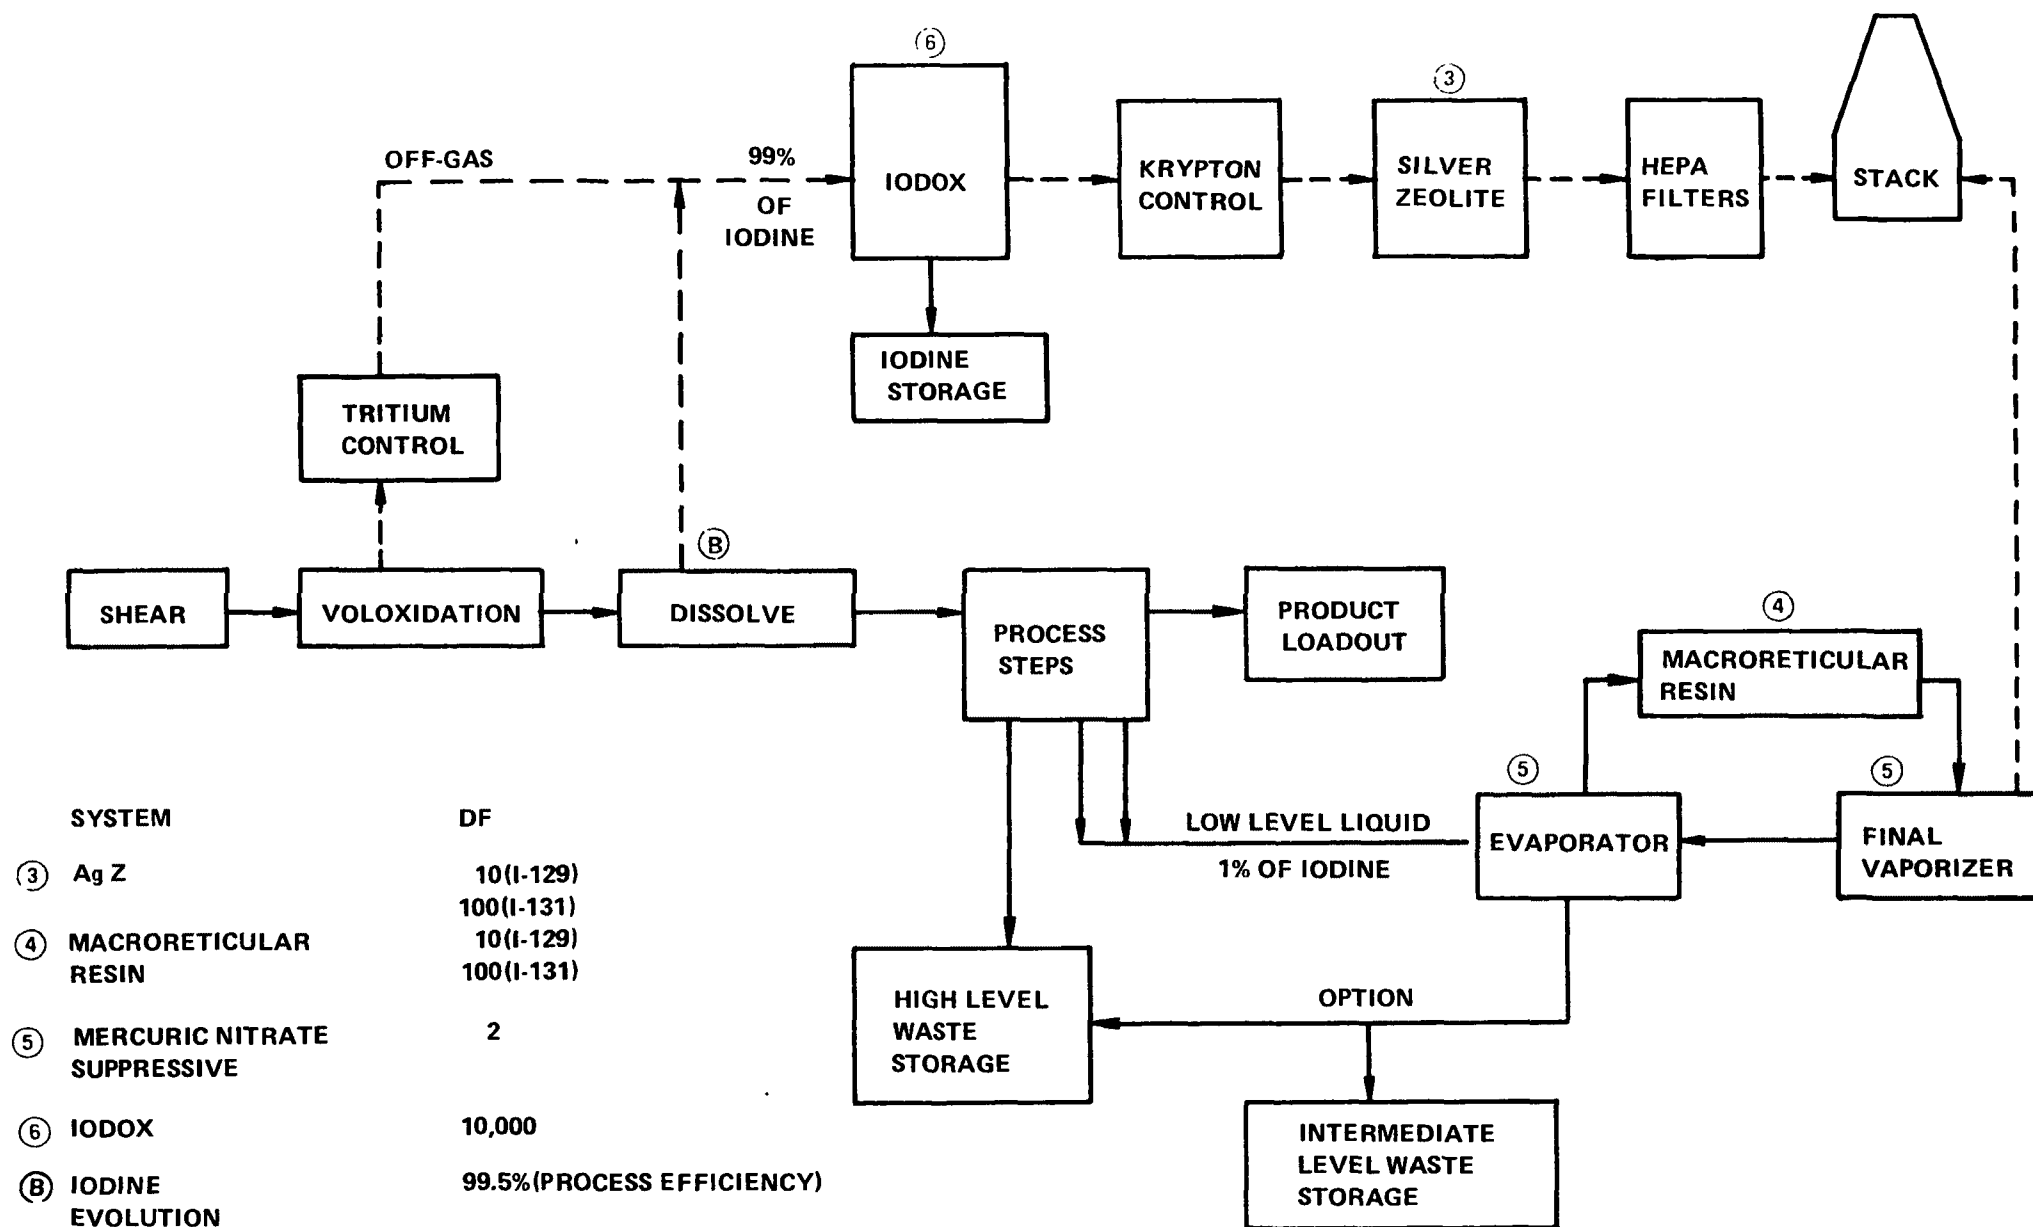 ⑥
③
OFF-GAS
99%
OF
IODINE
IODOX
KRYPTON
CONTROL
SILVER
ZEOLITE
HEPA
FILTERS
STACK
IODINE
STORAGE
TRITIUM
CONTROL
Ⓑ
SHEAR
VOLOXIDATION
DISSOLVE
PROCESS
STEPS
PRODUCT
LOADOUT
④
MACRORETICULAR
RESIN
⑤
⑤
LOW LEVEL LIQUID
1% OF IODINE
EVAPORATOR
FINAL
VAPORIZER
HIGH LEVEL
WASTE
STORAGE
OPTION
INTERMEDIATE
LEVEL WASTE
STORAGE
SYSTEM DF
③ Ag Z 10(I-129)
100(I-131)
④ MACRORETICULAR 10(I-129)
RESIN 100(I-131)
⑤ MERCURIC NITRATE 2
SUPPRESSIVE
⑥ IODOX 10,000
Ⓑ IODINE 99.5%(PROCESS EFFICIENCY)
EVOLUTION